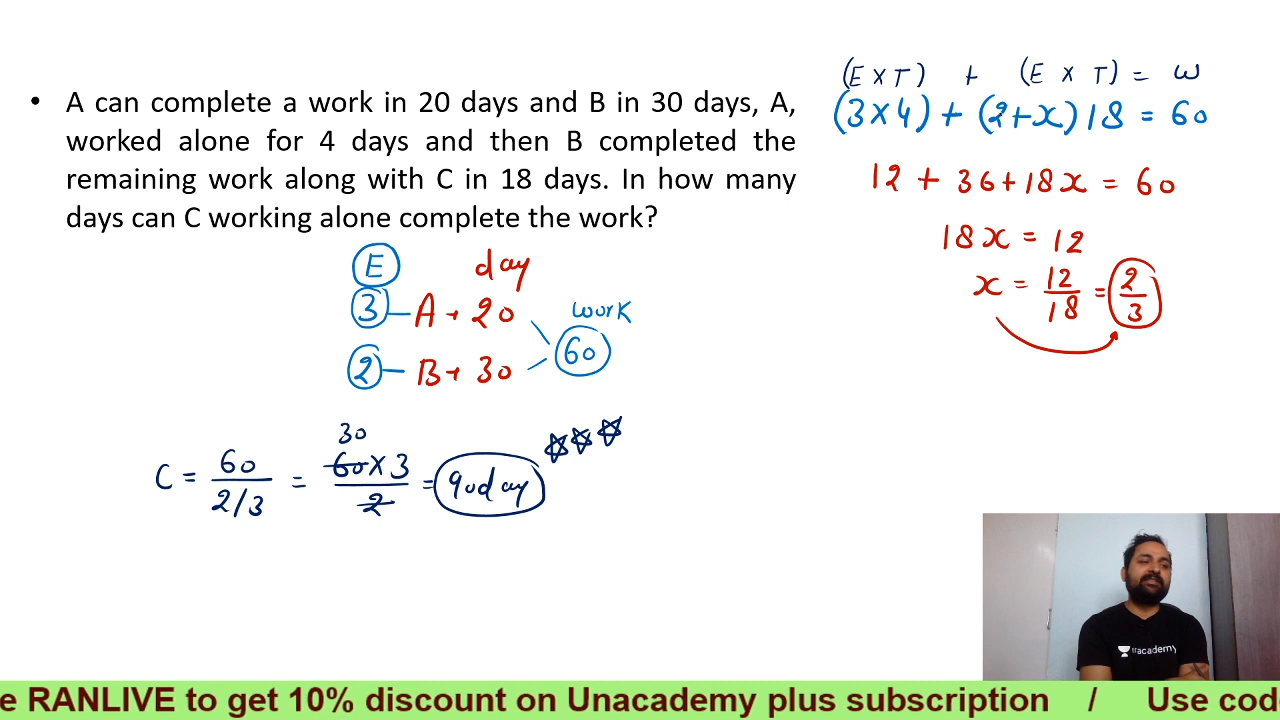 • A can complete a work in 20 days and B in 30 days, A,
worked alone for 4 days and then B completed the
remaining work along with C in 18 days. In how many
days can C working alone complete the work?
(E × T) + (E × T) = W
(3×4) + (2+x)18 = 60
12 + 36+18x = 60
18x = 12
x = 12/18 = 2/3
E day
3 — A → 20
work
60
2 — B → 30
30
C = 60/2/3 = 60×3/2 = 90day
unacademy
e RANLIVE to get 10% discount on Unacademy plus subscription / Use cod